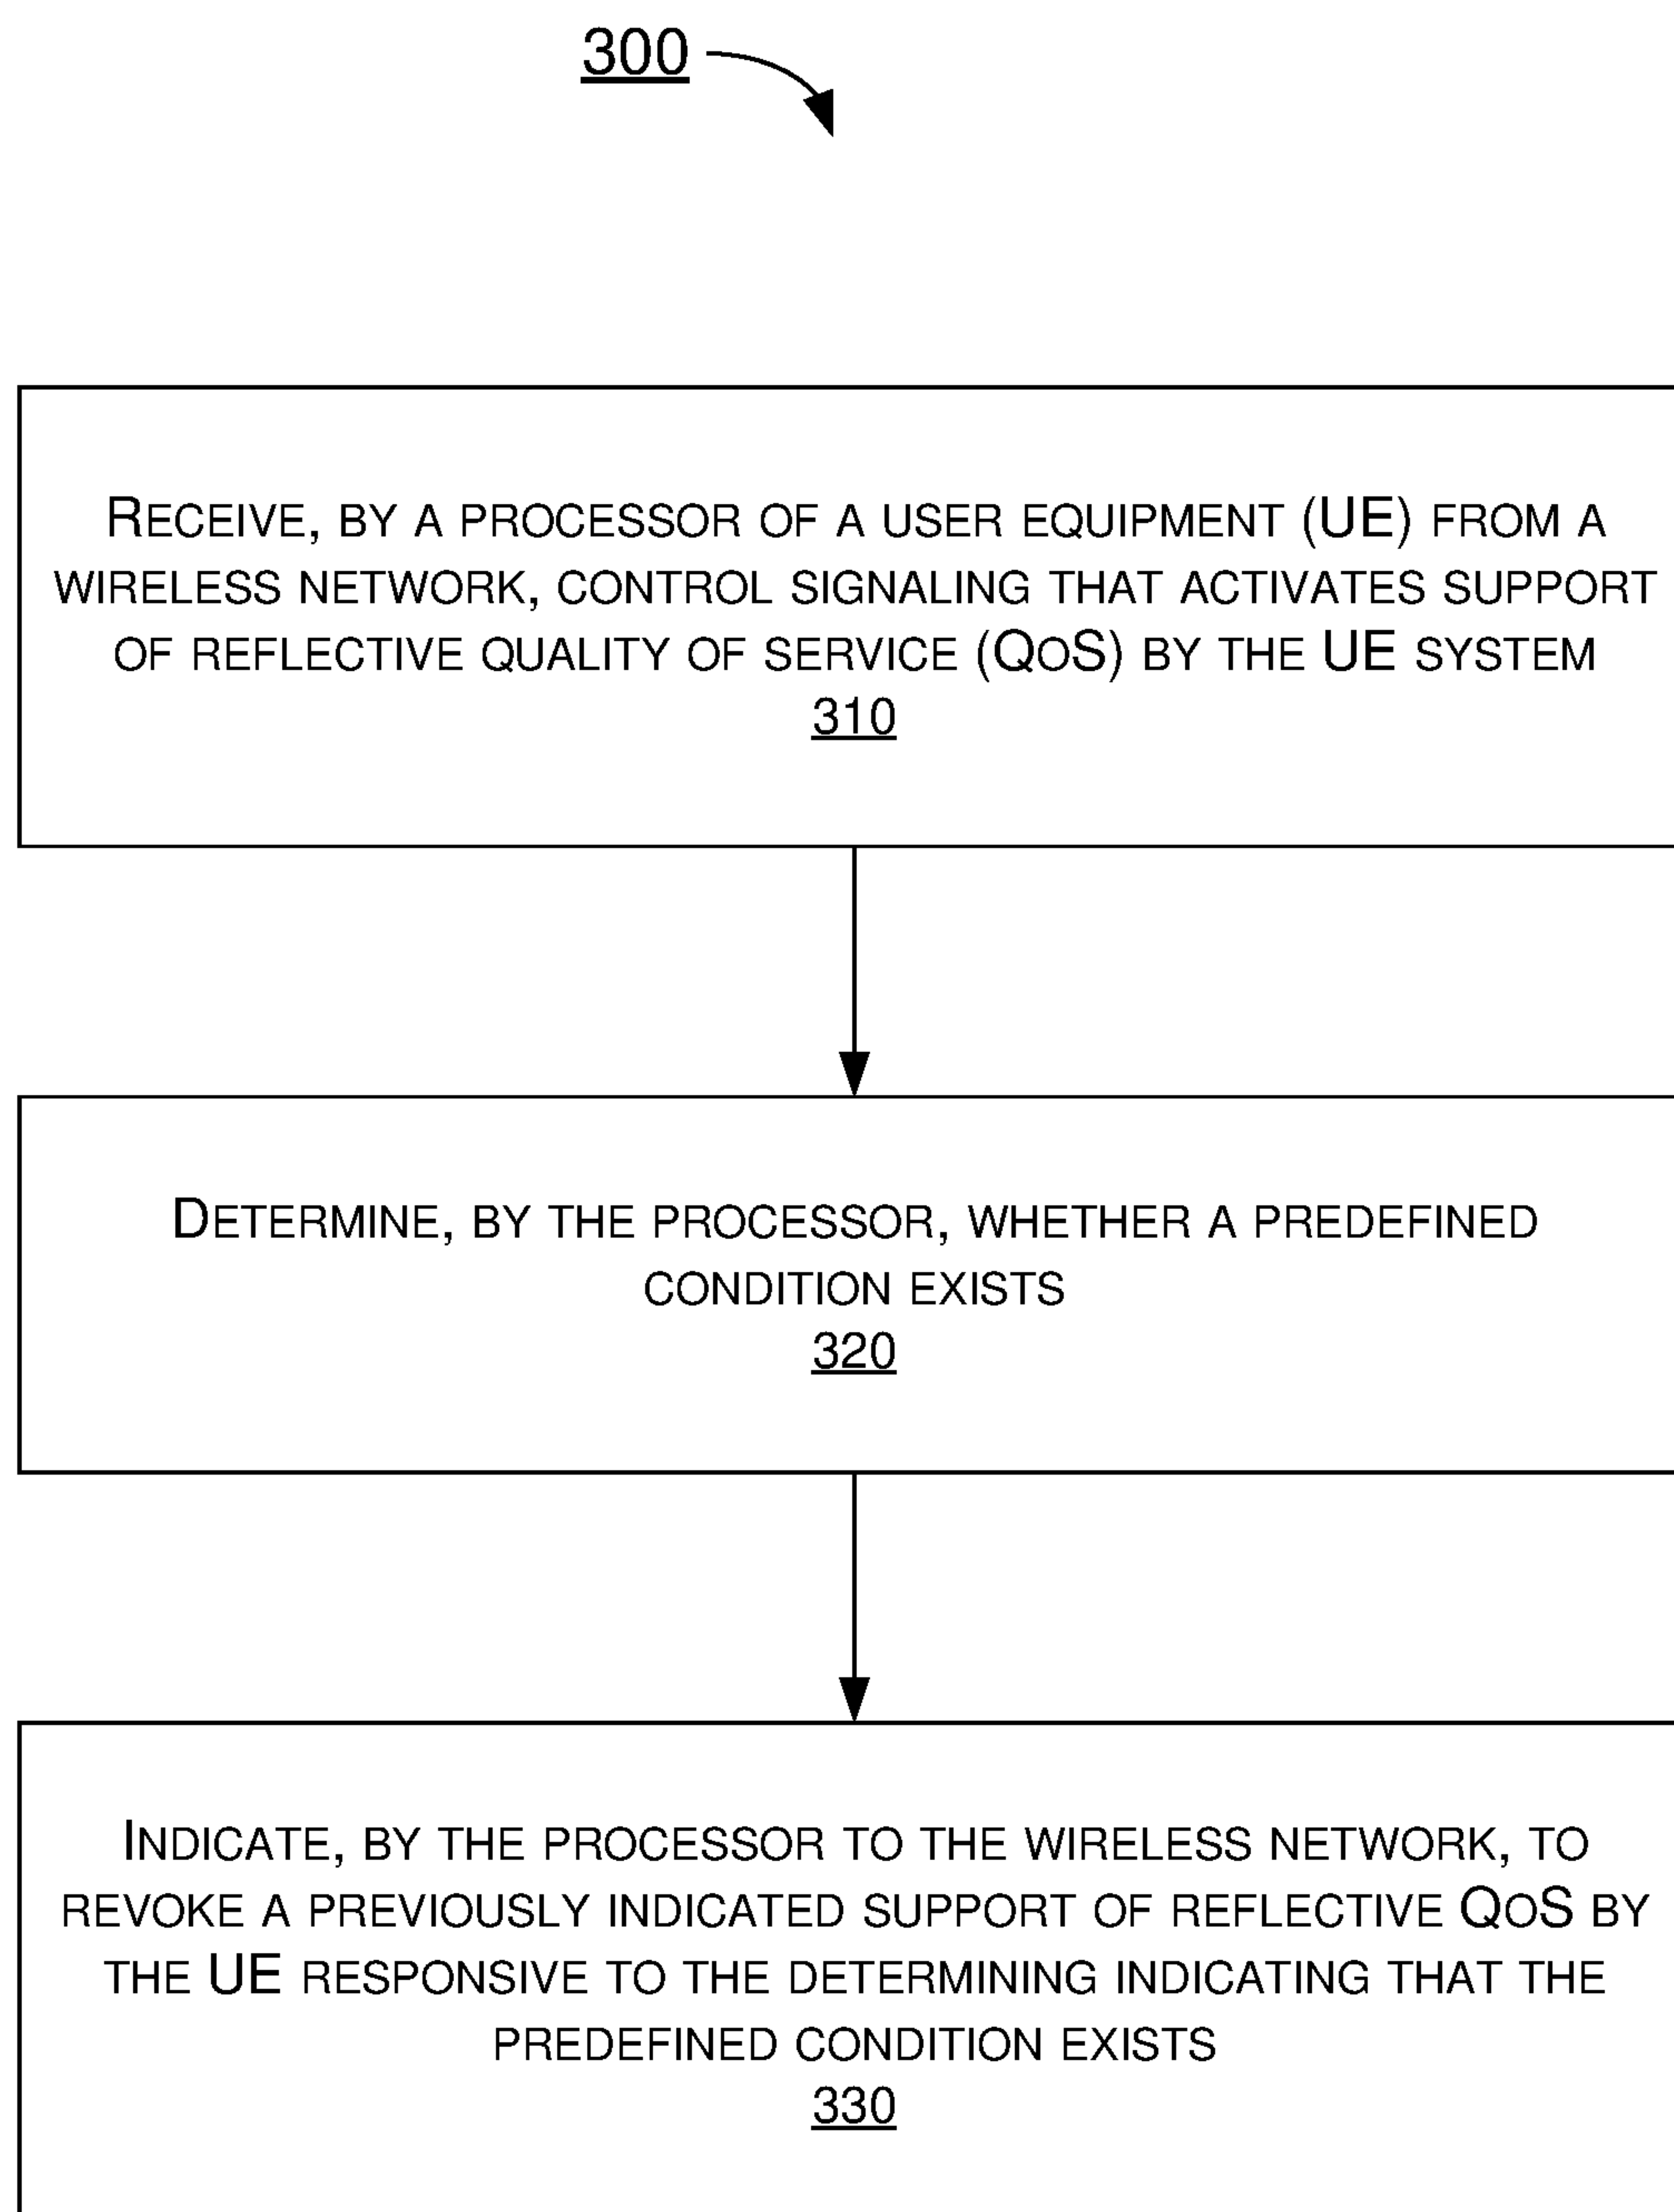 300
RECEIVE, BY A PROCESSOR OF A USER EQUIPMENT (UE) FROM A
WIRELESS NETWORK, CONTROL SIGNALING THAT ACTIVATES SUPPORT
OF REFLECTIVE QUALITY OF SERVICE (QOS) BY THE UE SYSTEM
310
DETERMINE, BY THE PROCESSOR, WHETHER A PREDEFINED
CONDITION EXISTS
320
INDICATE, BY THE PROCESSOR TO THE WIRELESS NETWORK, TO
REVOKE A PREVIOUSLY INDICATED SUPPORT OF REFLECTIVE QOS BY
THE UE RESPONSIVE TO THE DETERMINING INDICATING THAT THE
PREDEFINED CONDITION EXISTS
330